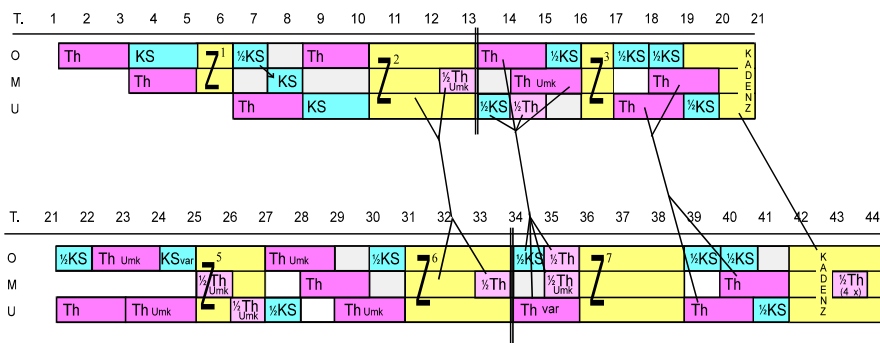 T. 1 2 3 4 5 6 7 8 9 10 11 12 13 14 15 16 17 18 19 20 21
O Th KS Z1 ½KS Th Z2 Th ½KS Z3 ½KS ½KS KADENZ
M Th KS ½Th Umk Th Umk Th
U Th KS ½KS ½Th Th ½KS
T. 21 22 23 24 25 26 27 28 29 30 31 32 33 34 35 36 37 38 39 40 41 42 43 44
O ½KS Th Umk KSvar Z5 Th Umk ½KS Z6 ½KS ½Th Z7 ½KS ½KS KADENZ
M ½Th Umk Th ½Th ½Th Umk Th ½Th (4 x)
U Th Th Umk ½Th Umk ½KS Th Umk Th var Th ½KS